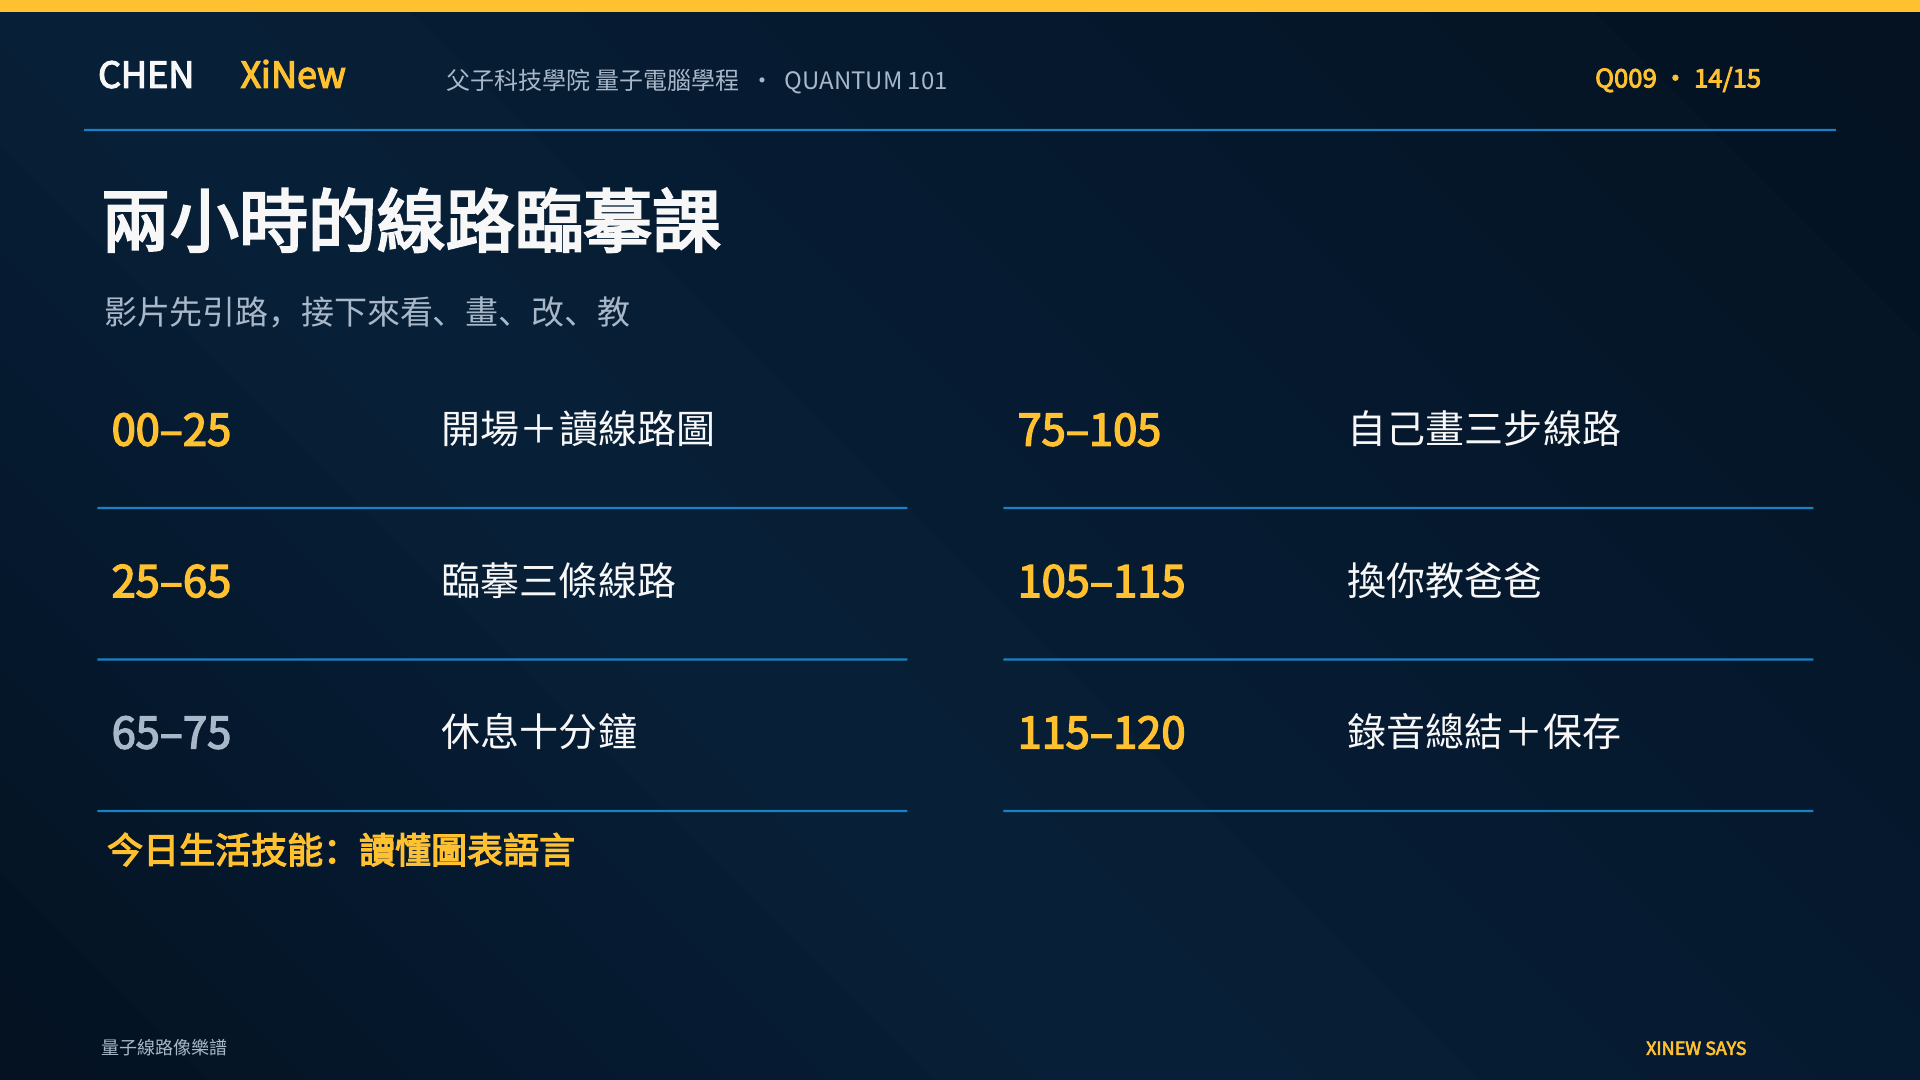 CHEN XiNew 父子科技學院 量子電腦學程 · QUANTUM 101 Q009 · 14/15
兩小時的線路臨摹課
影片先引路，接下來看、畫、改、教
00–25 開場＋讀線路圖
25–65 臨摹三條線路
65–75 休息十分鐘
75–105 自己畫三步線路
105–115 換你教爸爸
115–120 錄音總結＋保存
今日生活技能：讀懂圖表語言
量子線路像樂譜 XINEW SAYS